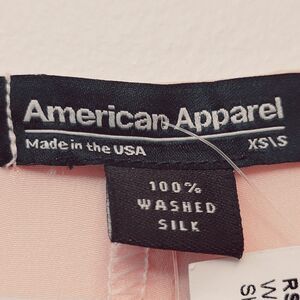 American Apparel
Made in the USA XS\S
100%
WASHED
SILK